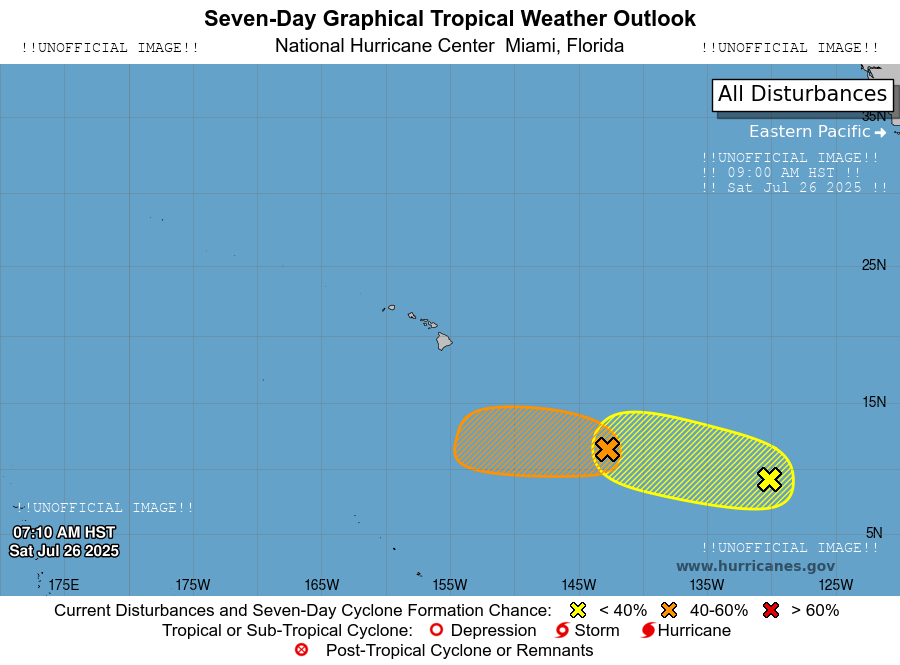 Seven-Day Graphical Tropical Weather Outlook
National Hurricane Center Miami, Florida
!!UNOFFICIAL IMAGE!!
!!UNOFFICIAL IMAGE!!
All Disturbances
35N
Eastern Pacific
!!UNOFFICIAL IMAGE!!
!! 09:00 AM HST !!
!! Sat Jul 26 2025 !!
25N
15N
!!UNOFFICIAL IMAGE!!
07:10 AM HST
Sat Jul 26 2025
5N
!!UNOFFICIAL IMAGE!!
www.hurricanes.gov
175E 175W 165W 155W 145W 135W 125W
Current Disturbances and Seven-Day Cyclone Formation Chance: < 40% 40-60% > 60%
Tropical or Sub-Tropical Cyclone: Depression Storm Hurricane
Post-Tropical Cyclone or Remnants